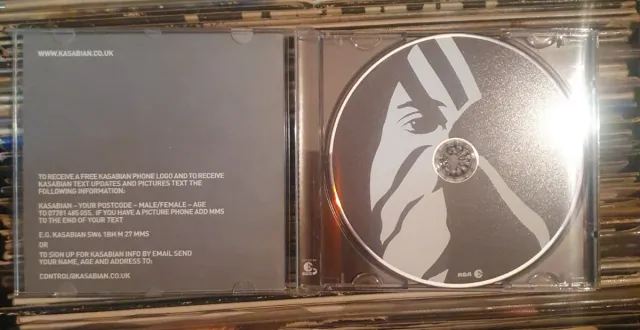 WWW.KASABIAN.CO.UK
TO RECEIVE A FREE KASABIAN PHONE LOGO AND TO RECEIVE
KASABIAN TEXT UPDATES AND PICTURES TEXT THE
FOLLOWING INFORMATION:
KASABIAN – YOUR POSTCODE – MALE/FEMALE – AGE
TO 07781 485 055. IF YOU HAVE A PICTURE PHONE ADD MMS
TO THE END OF YOUR TEXT
E.G. KASABIAN SW6 1BH M 27 MMS
OR
TO SIGN UP FOR KASABIAN INFO BY EMAIL SEND
YOUR NAME, AGE AND ADDRESS TO:
CONTROL@KASABIAN.CO.UK
RCA